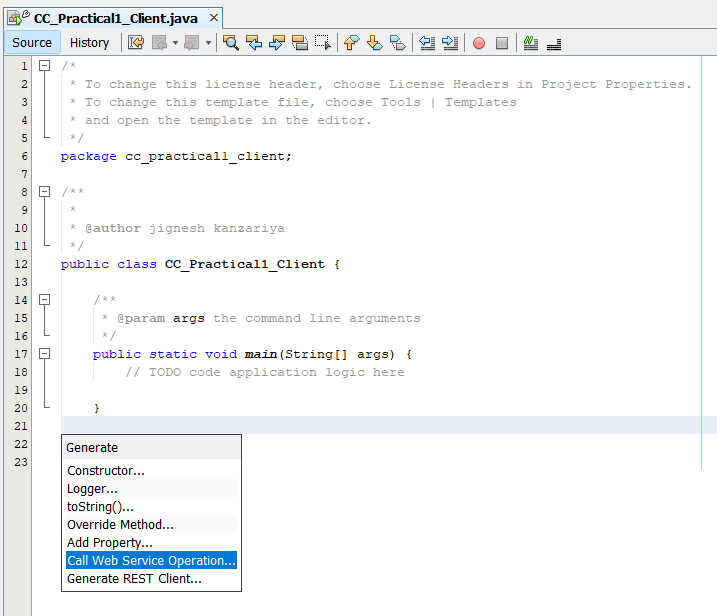 CC_Practical1_Client.java
Source History
1 /*
2 * To change this license header, choose License Headers in Project Properties.
3 * To change this template file, choose Tools | Templates
4 * and open the template in the editor.
5 */
6 package cc_practical1_client;
7
8 /**
9 *
10 * @author jignesh kanzariya
11 */
12 public class CC_Practical1_Client {
13
14 /**
15 * @param args the command line arguments
16 */
17 public static void main(String[] args) {
18 // TODO code application logic here
19
20 }
21
22
23
Generate
Constructor...
Logger...
toString()...
Override Method...
Add Property...
Call Web Service Operation...
Generate REST Client...